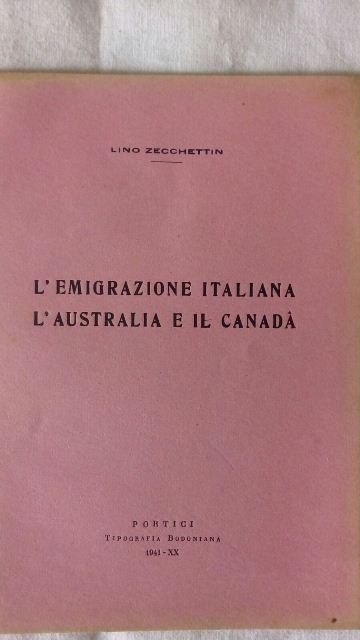 LINO ZECCHETTIN
L'EMIGRAZIONE ITALIANA
L'AUSTRALIA E IL CANADÀ
PORTICI
TIPOGRAFIA BODONIANA
1941-XX